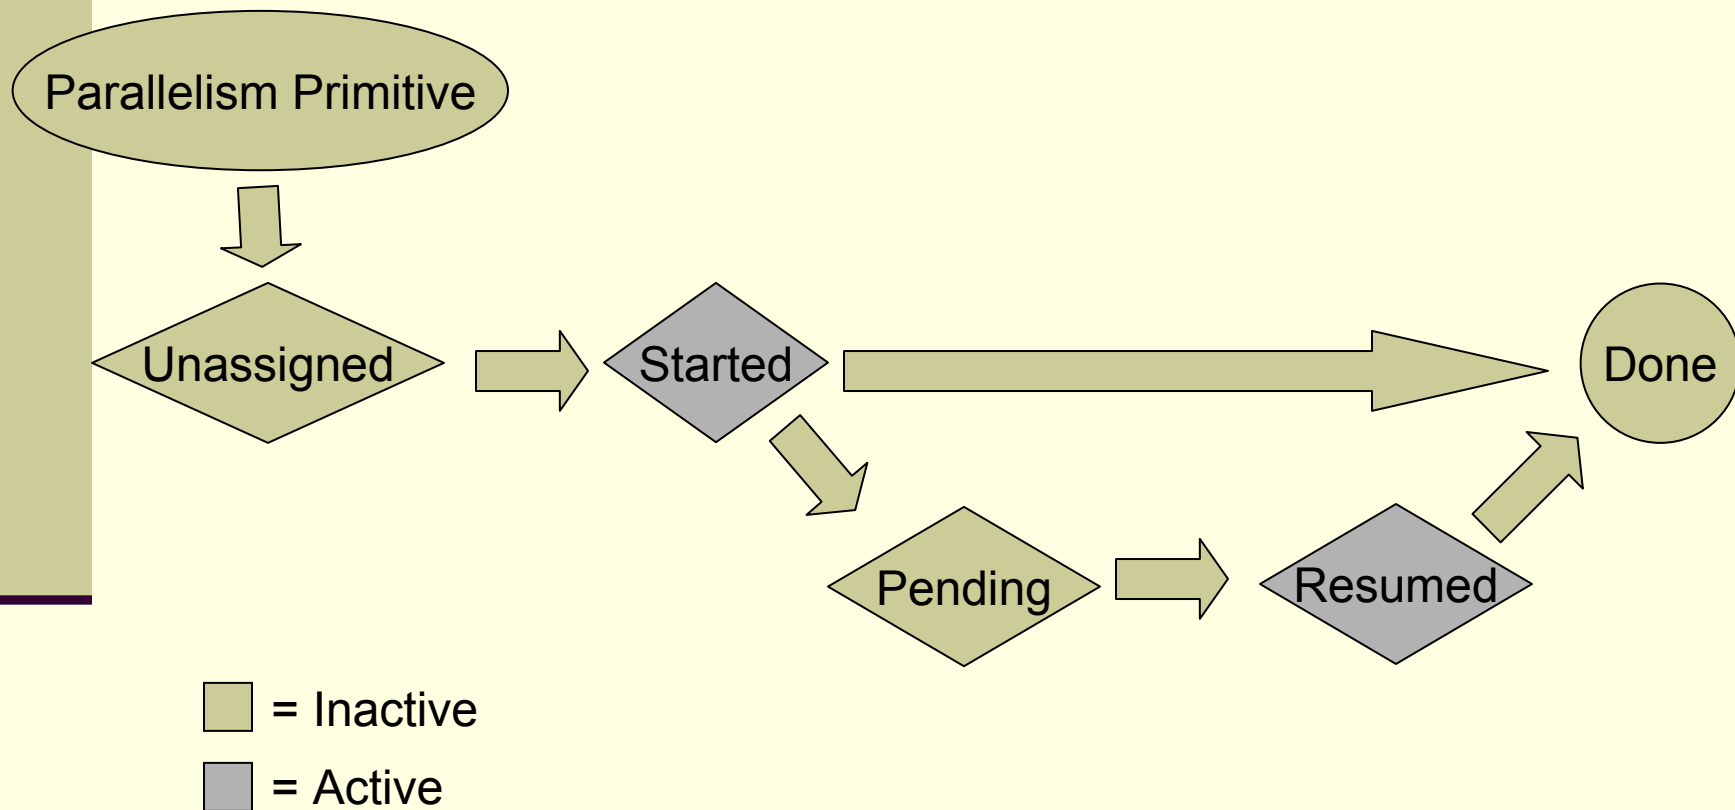 Parallelism Primitive
Unassigned
Started
Done
Pending
Resumed
= Inactive
= Active